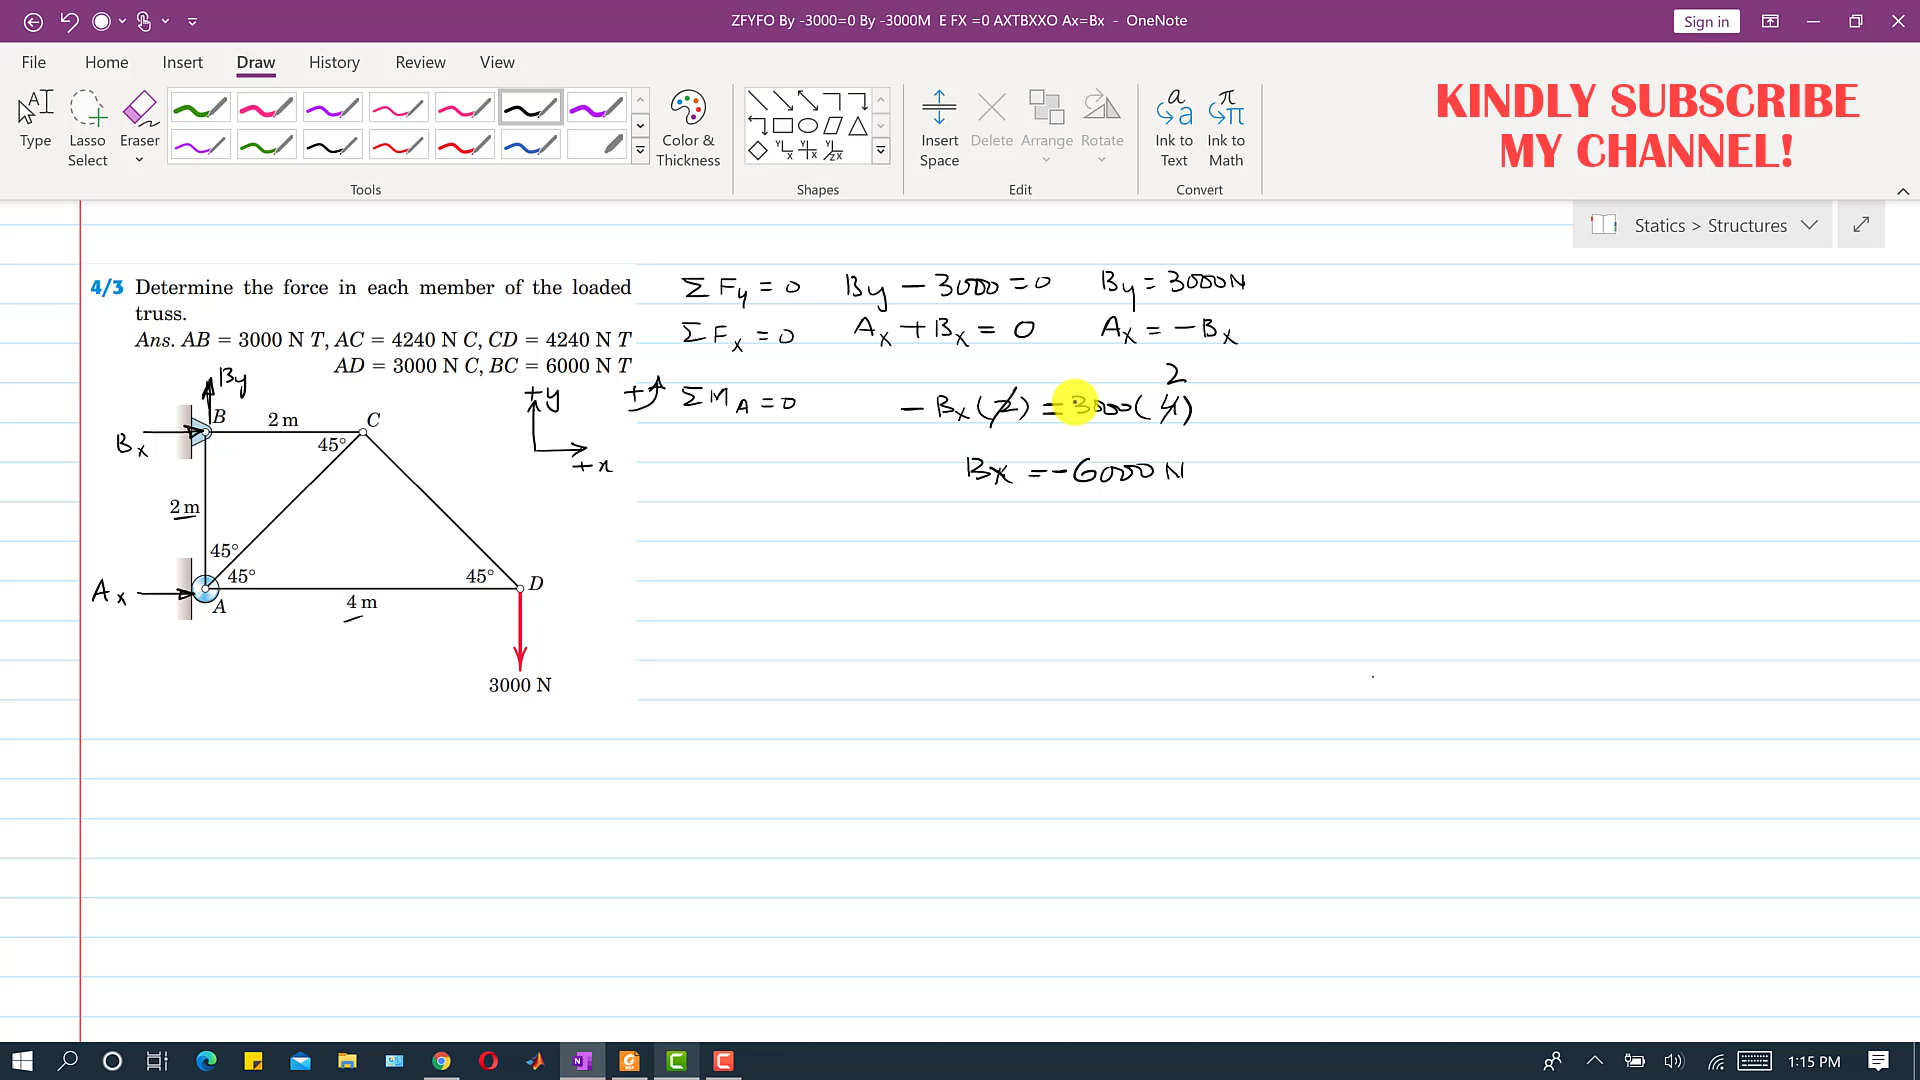 ZFYFO By -3000=0 By -3000M E FX =0 AXTBXXO Ax=Bx - OneNote
Sign in
File Home Insert Draw History Review View
Type
Lasso Select
Eraser
Color & Thickness
Insert Space
Delete
Arrange
Rotate
Ink to Text
Ink to Math
Tools
Shapes
Edit
Convert
KINDLY SUBSCRIBE
MY CHANNEL!
Statics > Structures
4/3 Determine the force in each member of the loaded
truss.
Ans. AB = 3000 N T, AC = 4240 N C, CD = 4240 N T
AD = 3000 N C, BC = 6000 N T
By
B
2 m
C
Bx
45°
2 m
45°
45°
45°
D
Ax
A
4 m
3000 N
+y
+x
ΣFy = 0 By - 3000 = 0 By = 3000N
ΣFx = 0 Ax + Bx = 0 Ax = - Bx
2
+ ΣMA = 0 - Bx (2) = 3000(4)
Bx = - 6000 N
1:15 PM